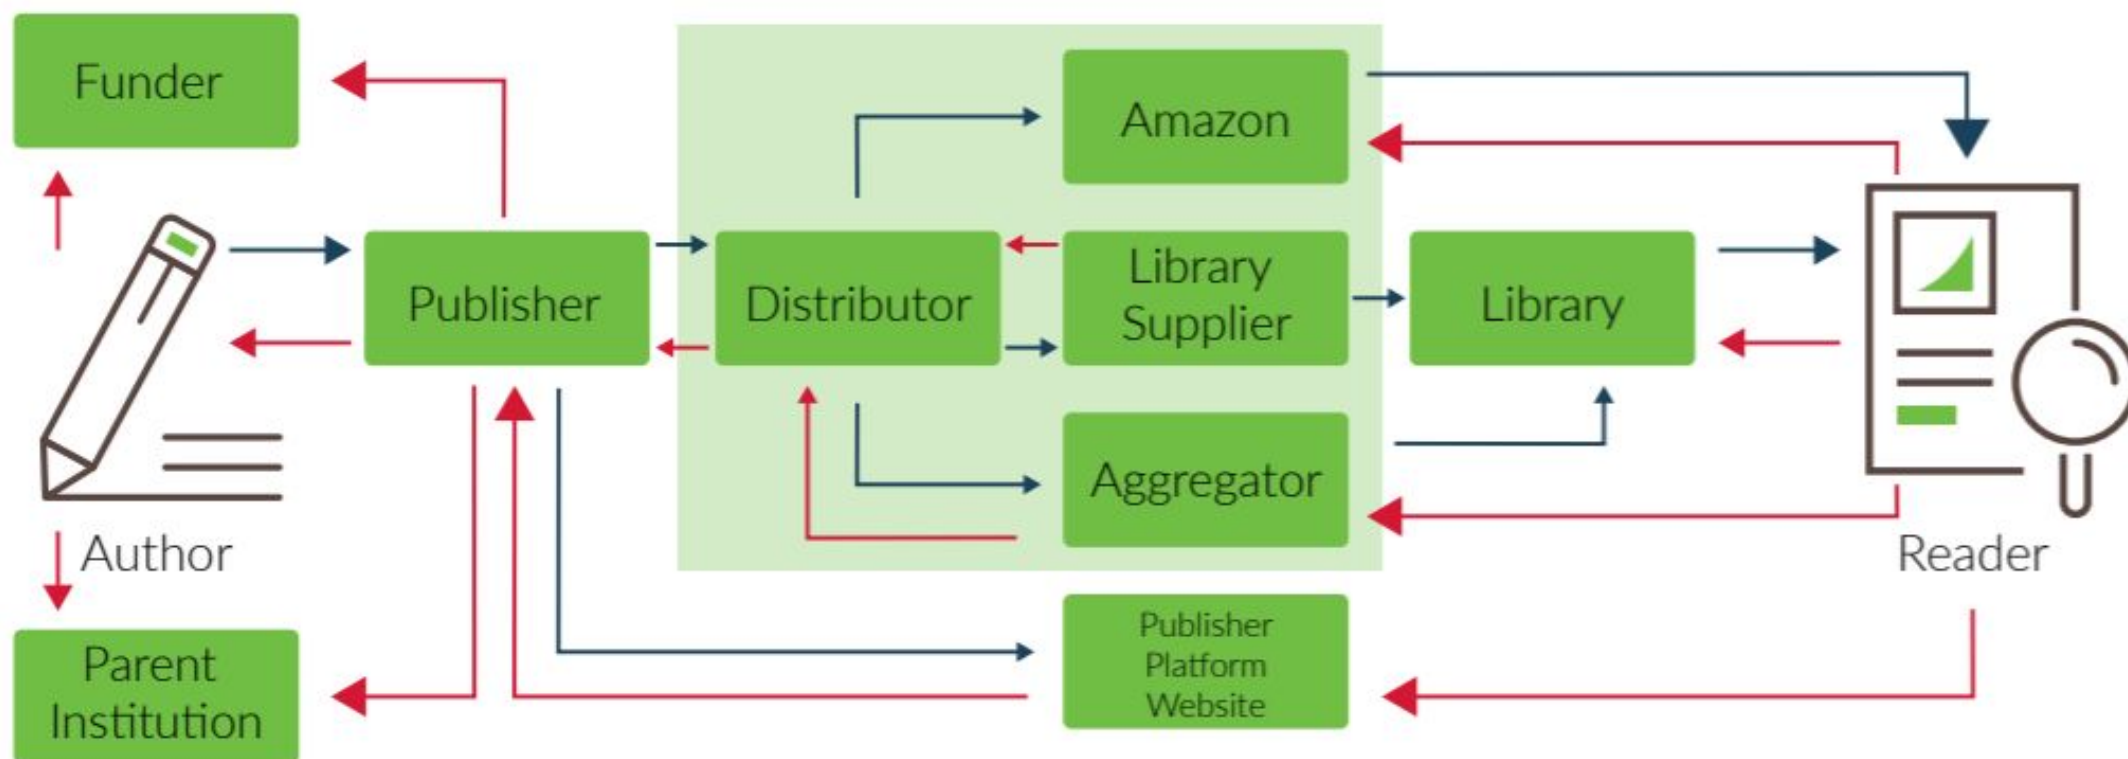 Funder
Amazon
Publisher
Distributor
Library
Supplier
Library
Aggregator
Author
Reader
Parent
Institution
Publisher
Platform
Website